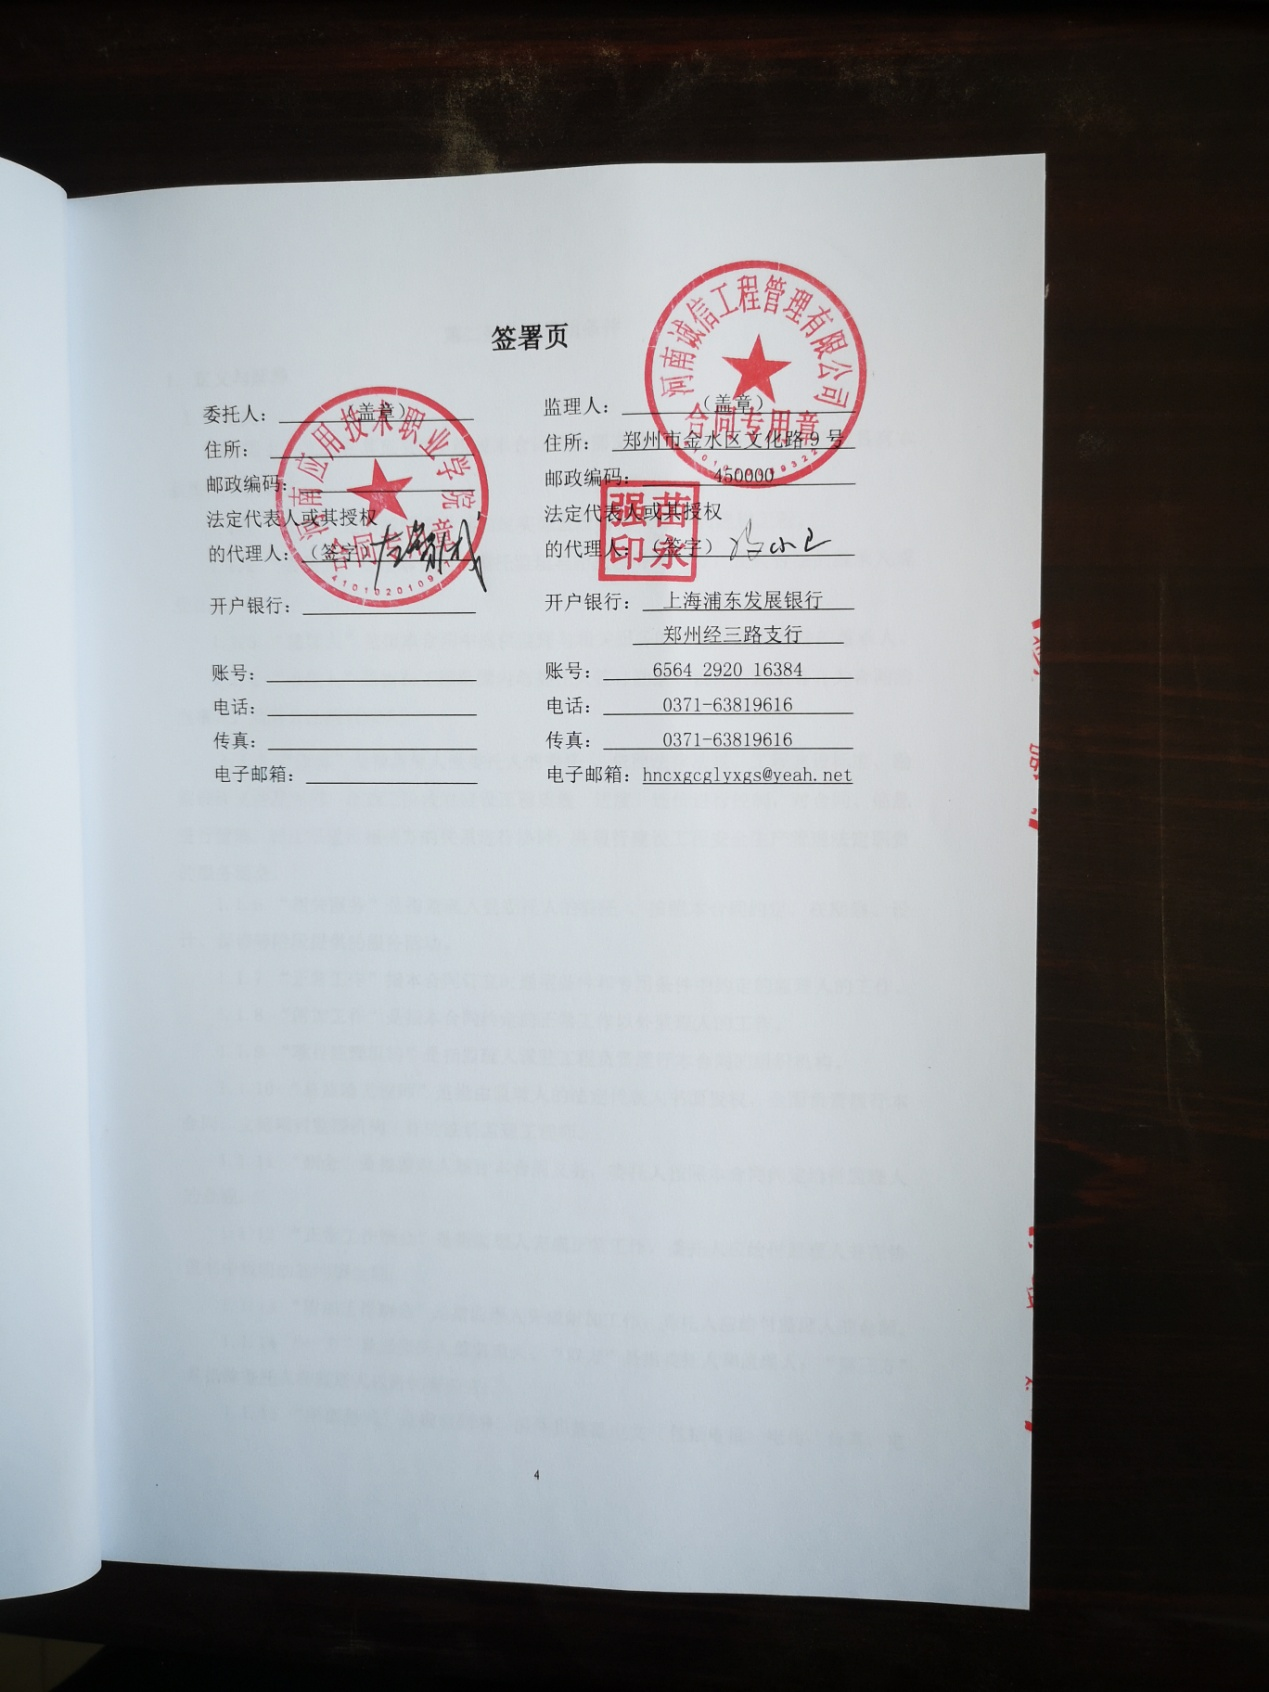 签署页
委托人：（盖章）
住所：
邮政编码：
法定代表人或其授权
的代理人：（签字）
开户银行：
账号：
电话：
传真：
电子邮箱：
河南应用技术职业学院
合同专用章
监理人：（盖章）
住所：郑州市金水区文化路9号
邮政编码：450000
法定代表人或其授权
的代理人：（签字）
开户银行：上海浦东发展银行
郑州经三路支行
账号：6564 2920 16384
电话：0371-63819616
传真：0371-63819616
电子邮箱：hncxgcglyxgs@yeah.net
河南诚信工程管理有限公司
合同专用章
4